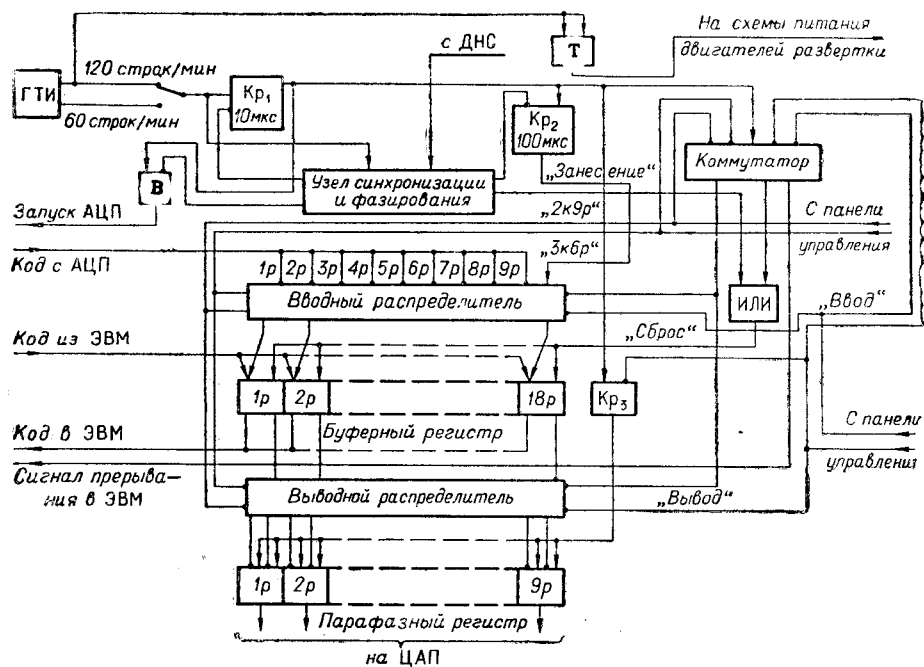 На схемы питания
двигателей развертки
с ДНС
Т
120 строк/мин
ГТИ
60 строк/мин
Кр₁
10мкс
Кр₂
100мкс
Коммутатор
В
Узел синхронизации
и фазирования
„Занесение“
Запуск АЦП
„2к9р“
С панели
управления
Код с АЦП
„3к6р“
1р 2р 3р 4р 5р 6р 7р 8р 9р
Вводный распределитель
ИЛИ
„Ввод“
Код из ЭВМ
„Сброс“
1р 2р 18р
Кр₃
Буферный регистр
Код в ЭВМ
С панели
управления
Сигнал преры­ва-
ния в ЭВМ
Выводной распределитель
„Вывод“
1р 2р 9р
Парафазный регистр
на ЦАП